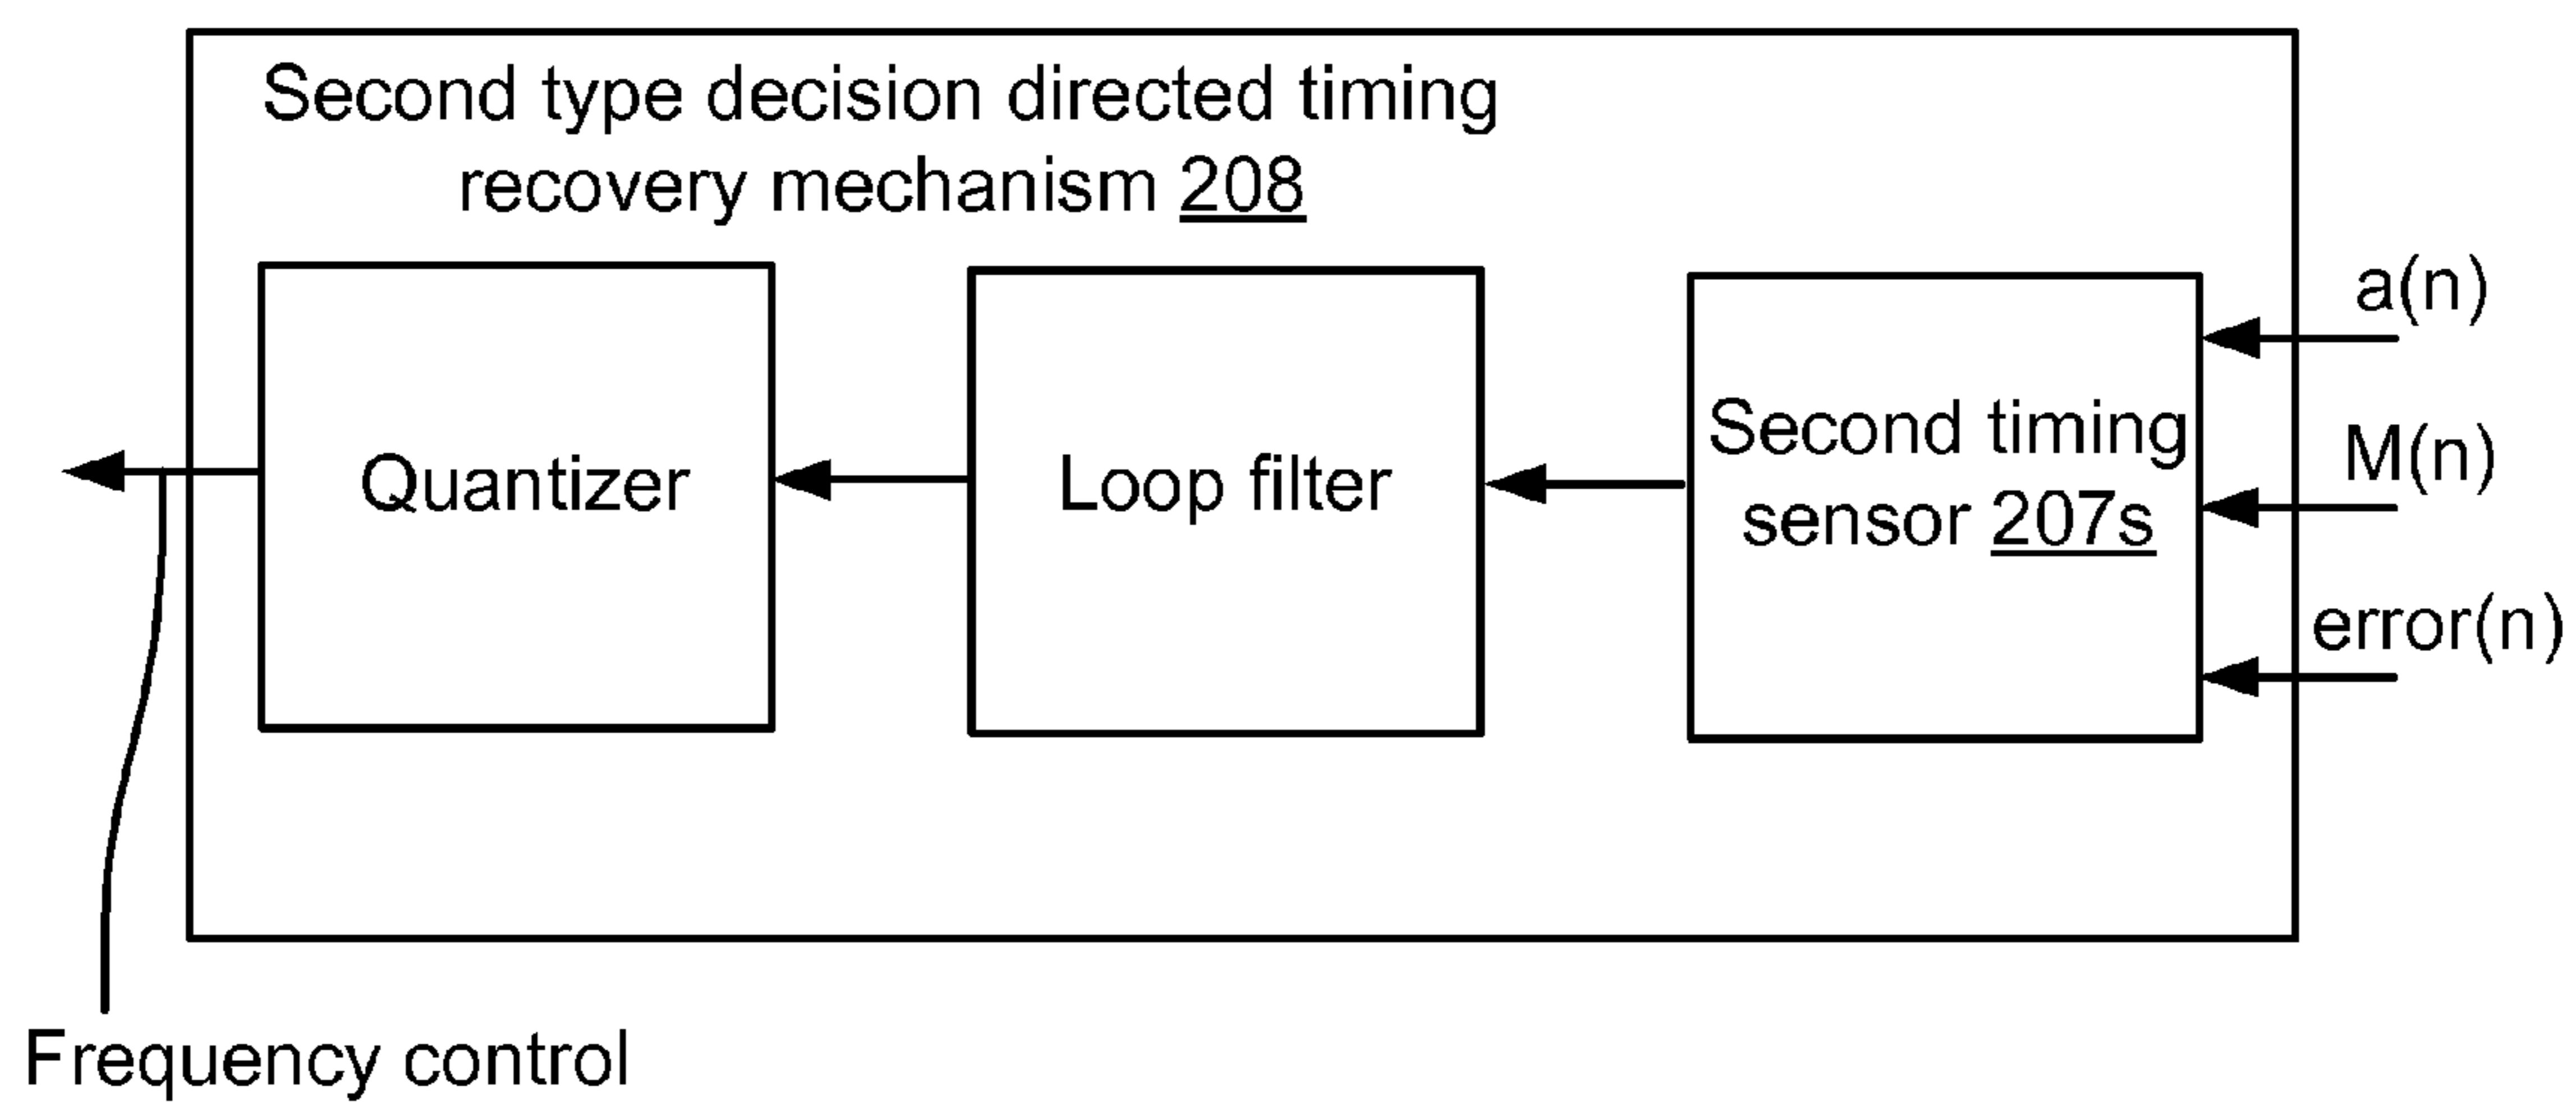 Second type decision directed timing
recovery mechanism 208
Quantizer
Loop filter
Second timing
sensor 207s
a(n)
M(n)
error(n)
Frequency control